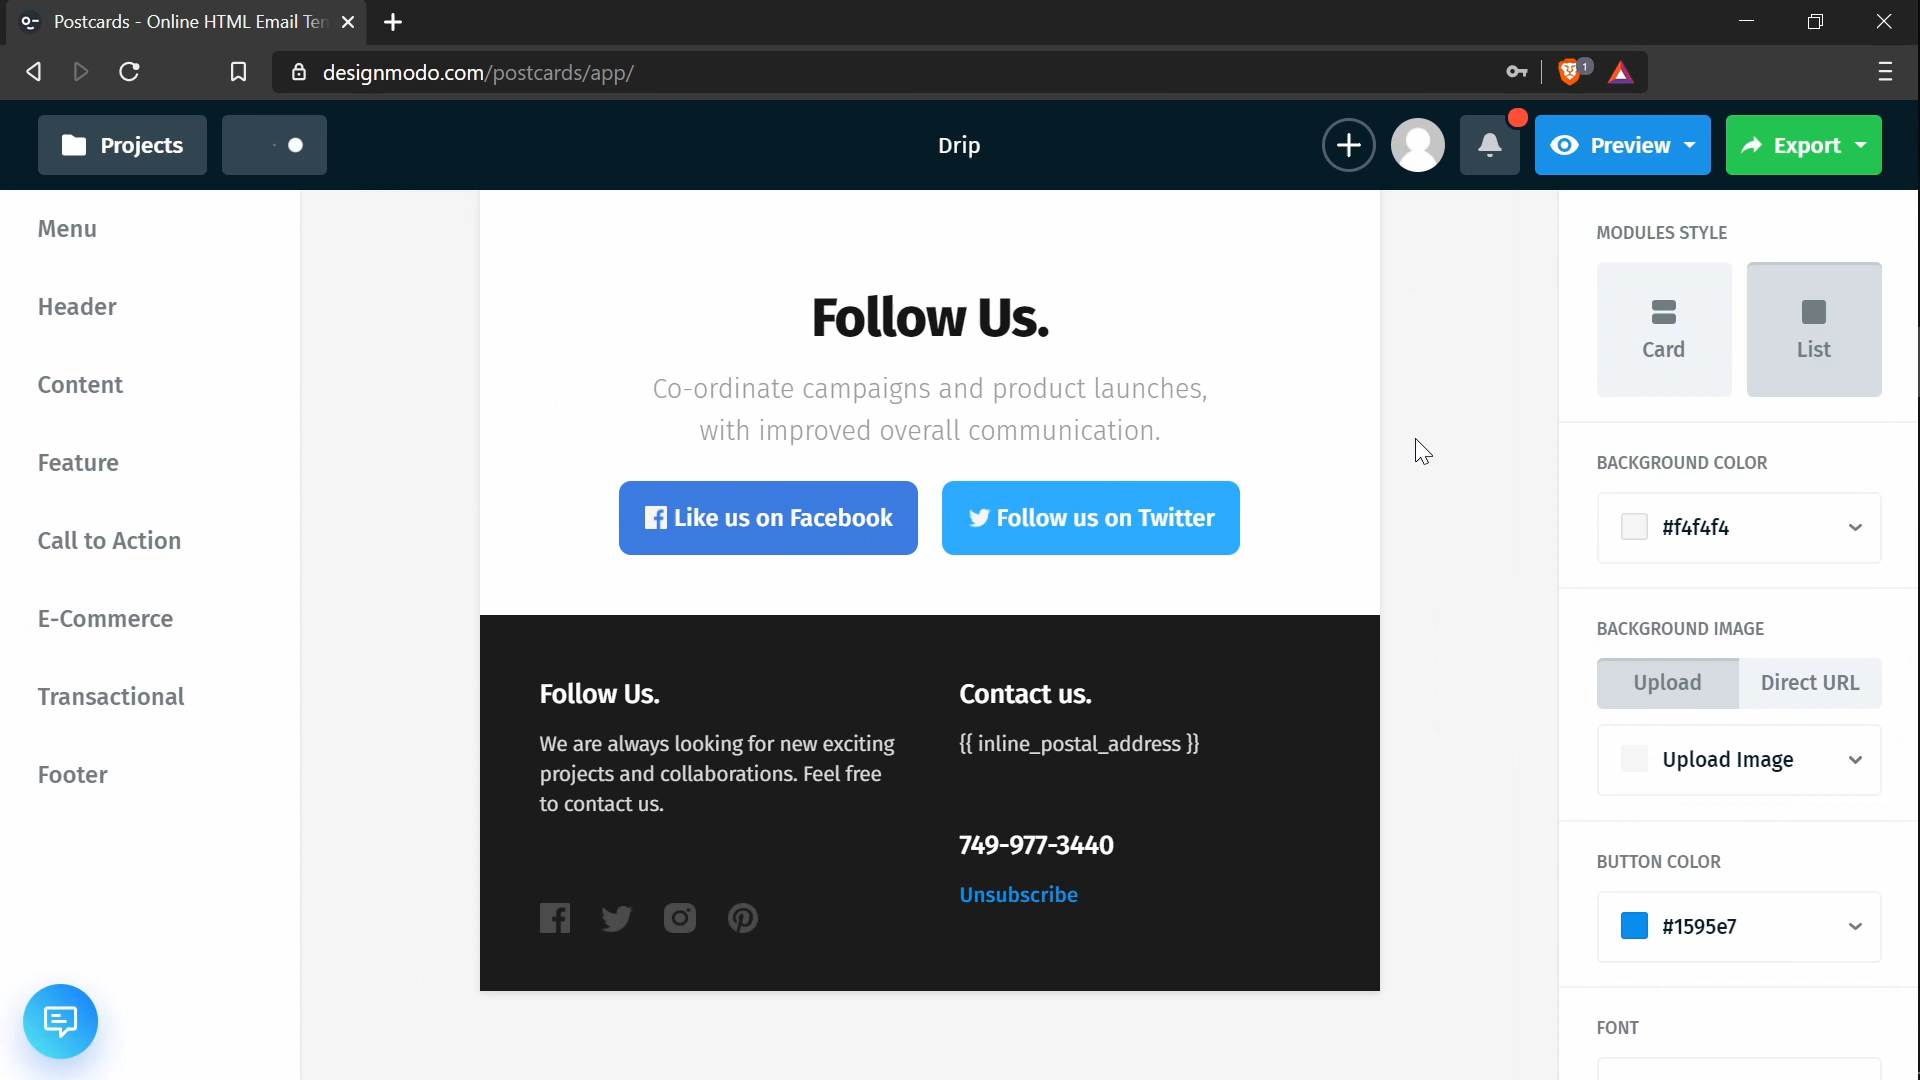 Postcards - Online HTML Email Ten
designmodo.com/postcards/app/
1
Projects
Drip
Preview
Export
Menu
Header
Content
Feature
Call to Action
E-Commerce
Transactional
Footer
Follow Us.
Co-ordinate campaigns and product launches,
with improved overall communication.
Like us on Facebook
Follow us on Twitter
Follow Us.
We are always looking for new exciting
projects and collaborations. Feel free
to contact us.
Contact us.
{{ inline_postal_address }}
749-977-3440
Unsubscribe
MODULES STYLE
Card
List
BACKGROUND COLOR
#f4f4f4
BACKGROUND IMAGE
Upload
Direct URL
Upload Image
BUTTON COLOR
#1595e7
FONT